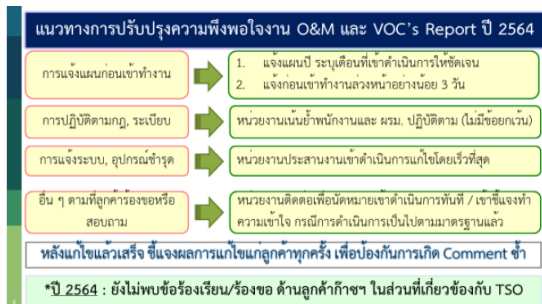 แนวทางการปรับปรุงความพึงพอใจงาน O&M และ VOC's Report ปี 2564
การแจ้งแผนก่อนเข้าทำงาน
1. แจ้งแผนปี ระบุเดือนที่เข้าดำเนินการให้ชัดเจน
2. แจ้งก่อนเข้าทำงานล่วงหน้าอย่างน้อย 3 วัน
การปฏิบัติตามกฎ, ระเบียบ
หน่วยงานเน้นย้ำพนักงานและ ผรม. ปฏิบัติตาม (ไม่มีข้อยกเว้น)
การแจ้งระบบ, อุปกรณ์ชำรุด
หน่วยงานประสานงานเข้าดำเนินการแก้ไขโดยเร็วที่สุด
อื่น ๆ ตามที่ลูกค้าร้องขอหรือ
สอบถาม
หน่วยงานติดต่อเพื่อนัดหมายเข้าดำเนินการทันที / เข้าชี้แจงทำ
ความเข้าใจ กรณีการดำเนินการเป็นไปตามมาตรฐานแล้ว
หลังแก้ไขแล้วเสร็จ ชี้แจงผลการแก้ไขแก่ลูกค้าทุกครั้ง เพื่อป้องกันการเกิด Comment ซ้ำ
*ปี 2564 : ยังไม่พบข้อร้องเรียน/ร้องขอ ด้านลูกค้าก๊าซฯ ในส่วนที่เกี่ยวข้องกับ TSO